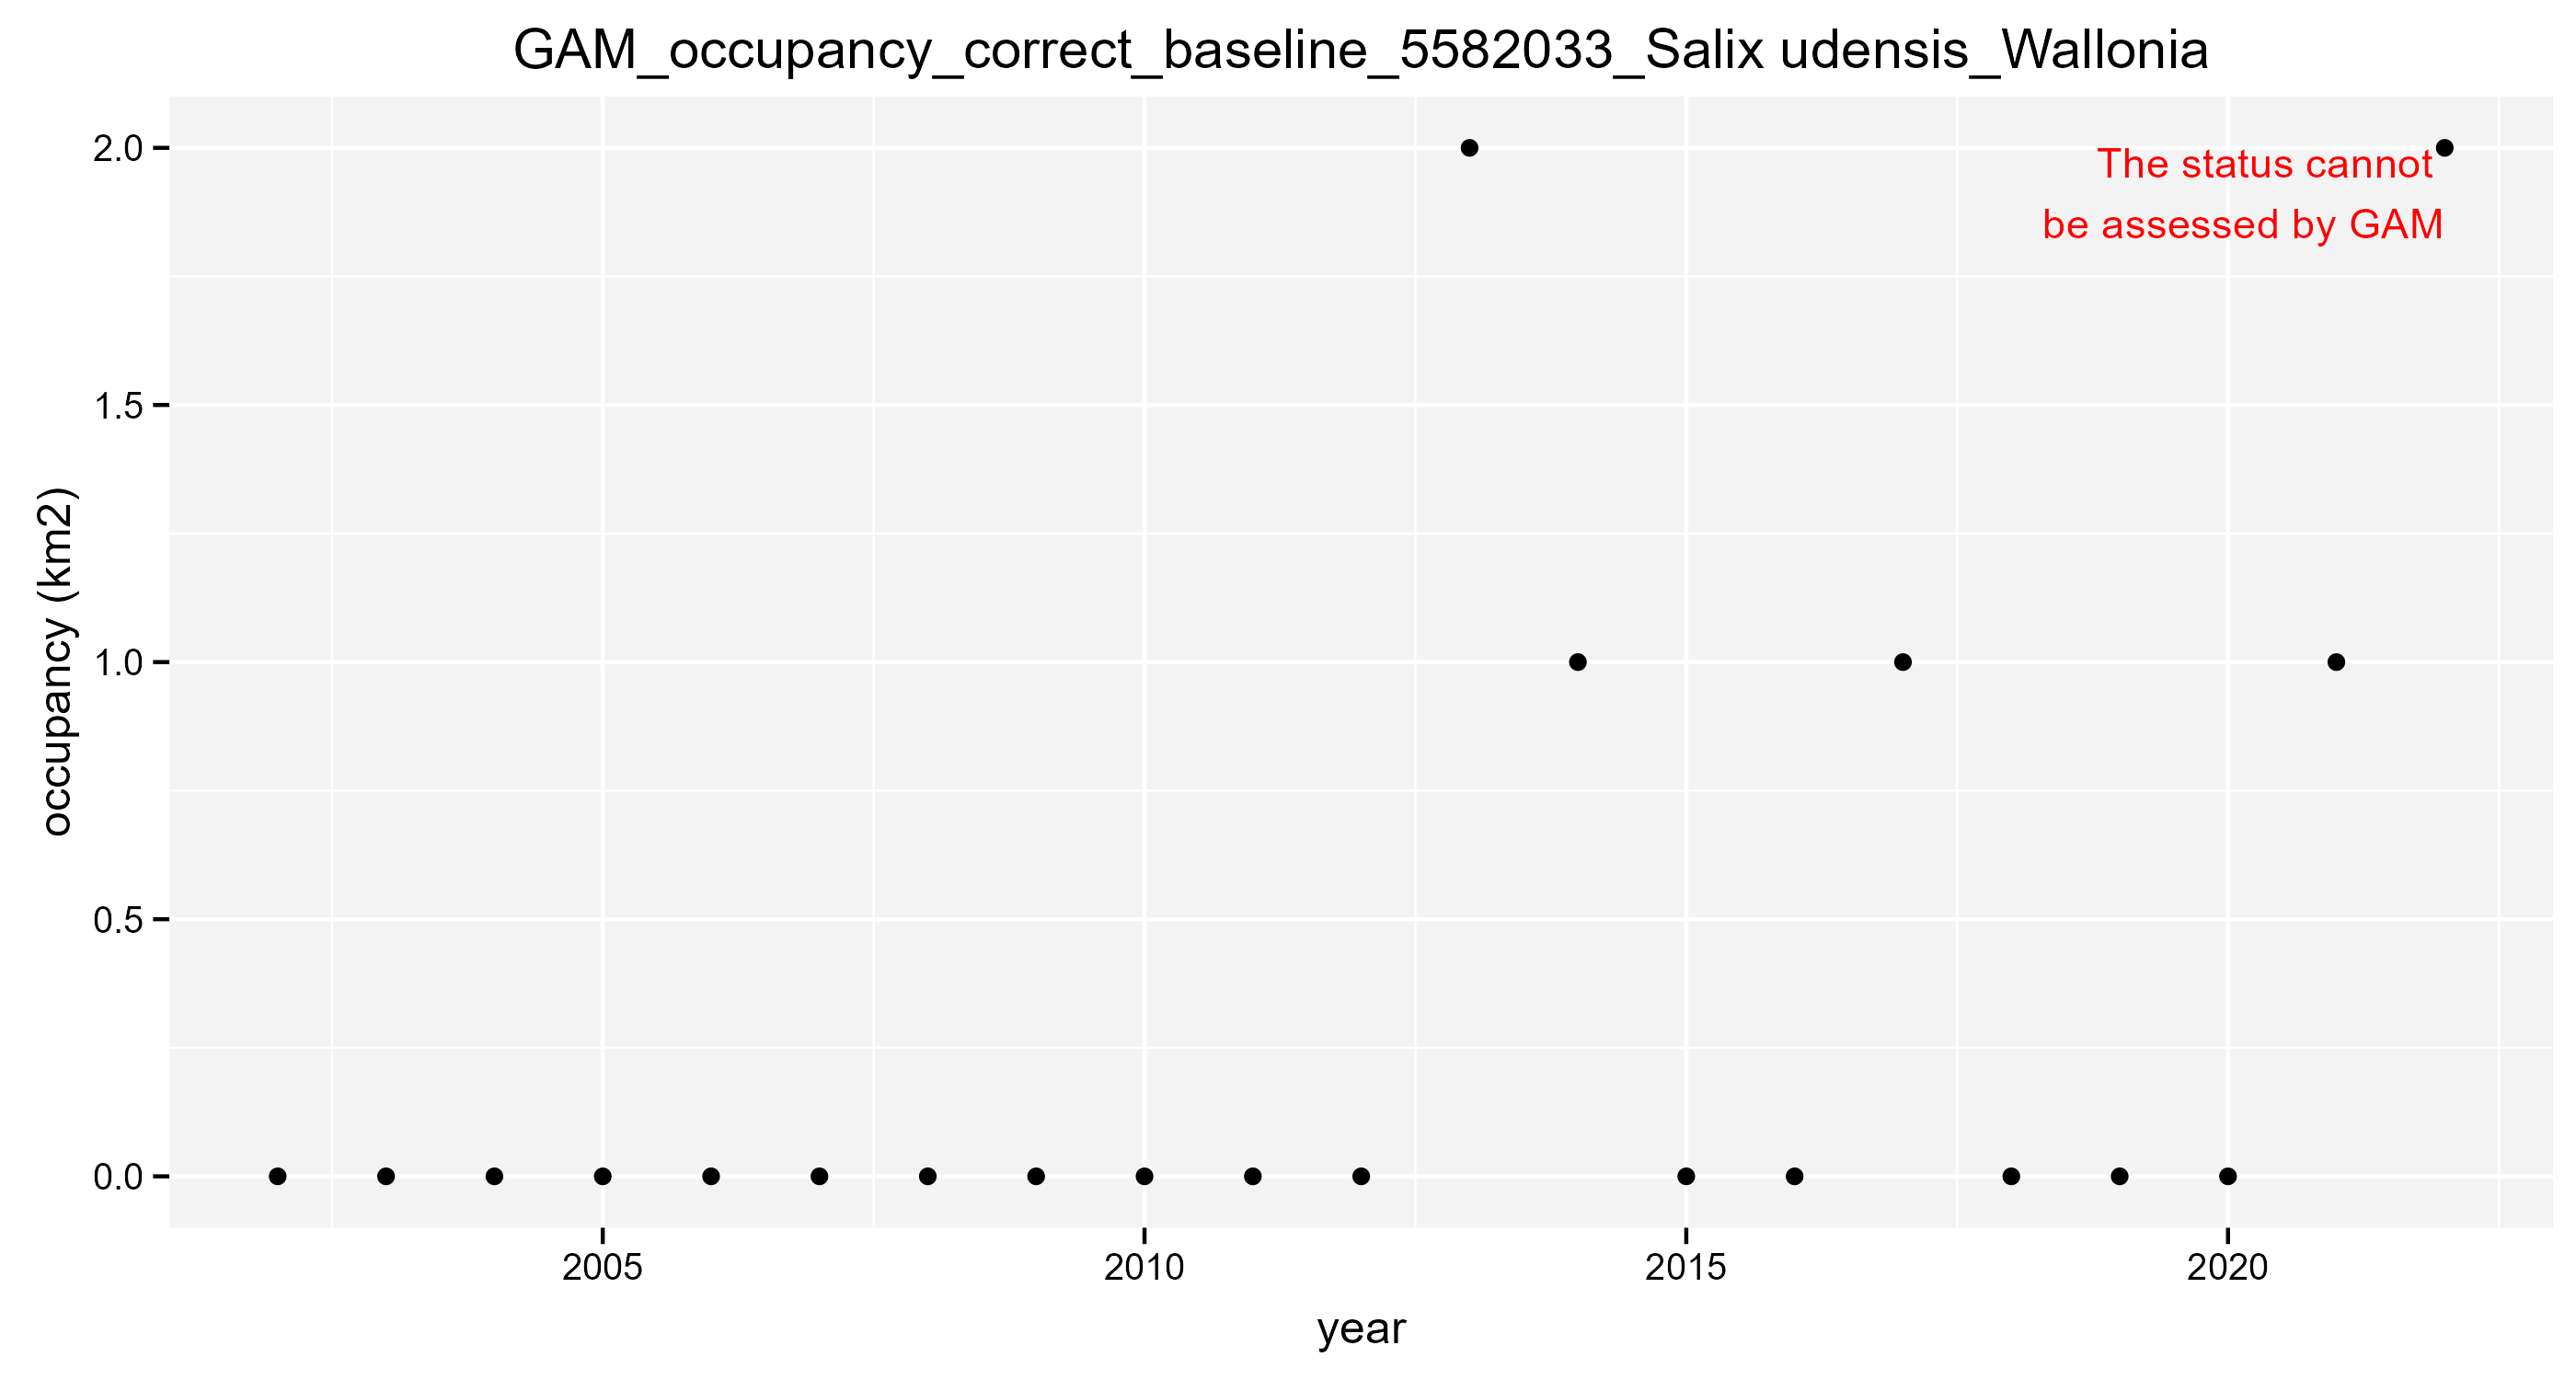 GAM_occupancy_correct_baseline_5582033_Salix udensis_Wallonia
The status cannot
be assessed by GAM
occupancy (km2)
2.0
1.5
1.0
0.5
0.0
2005 2010 2015 2020
year